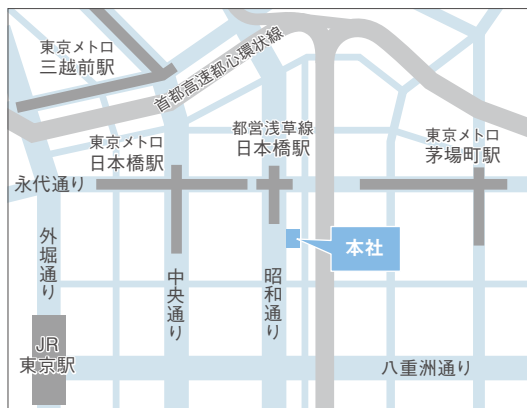 東京メトロ
三越前駅
首都高速都心環状線
東京メトロ
日本橋駅
都営浅草線
日本橋駅
東京メトロ
茅場町駅
永代通り
外堀通り
中央通り
昭和通り
本社
JR
東京駅
八重洲通り